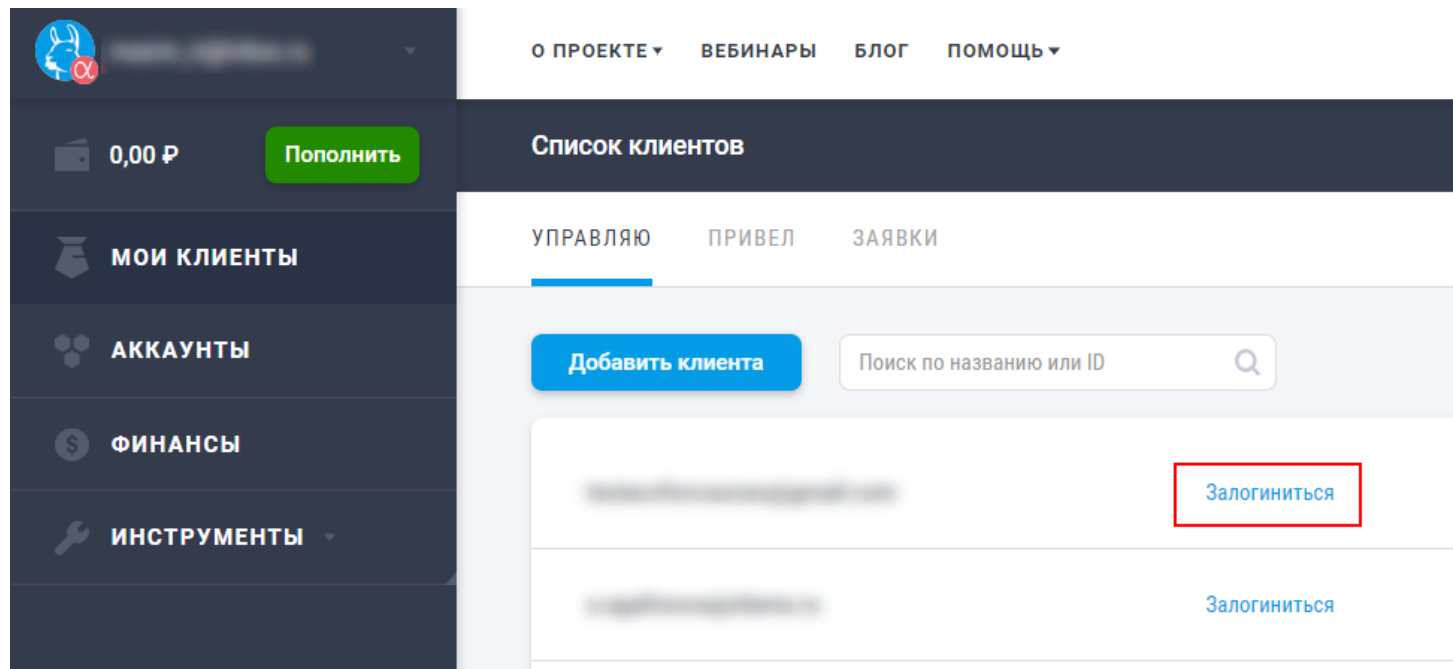 О ПРОЕКТЕ ВЕБИНАРЫ БЛОГ ПОМОЩЬ
0,00 ₽ Пополнить
МОИ КЛИЕНТЫ
АККАУНТЫ
ФИНАНСЫ
ИНСТРУМЕНТЫ
Список клиентов
УПРАВЛЯЮ ПРИВЕЛ ЗАЯВКИ
Добавить клиента Поиск по названию или ID
Залогиниться
Залогиниться